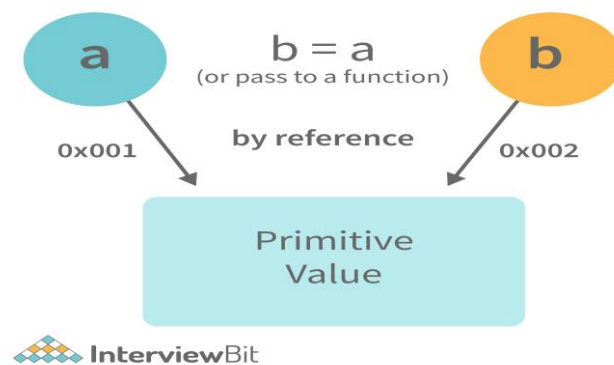 a
b = a
b
(or pass to a function)
by reference
0x001
0x002
Primitive
Value
InterviewBit